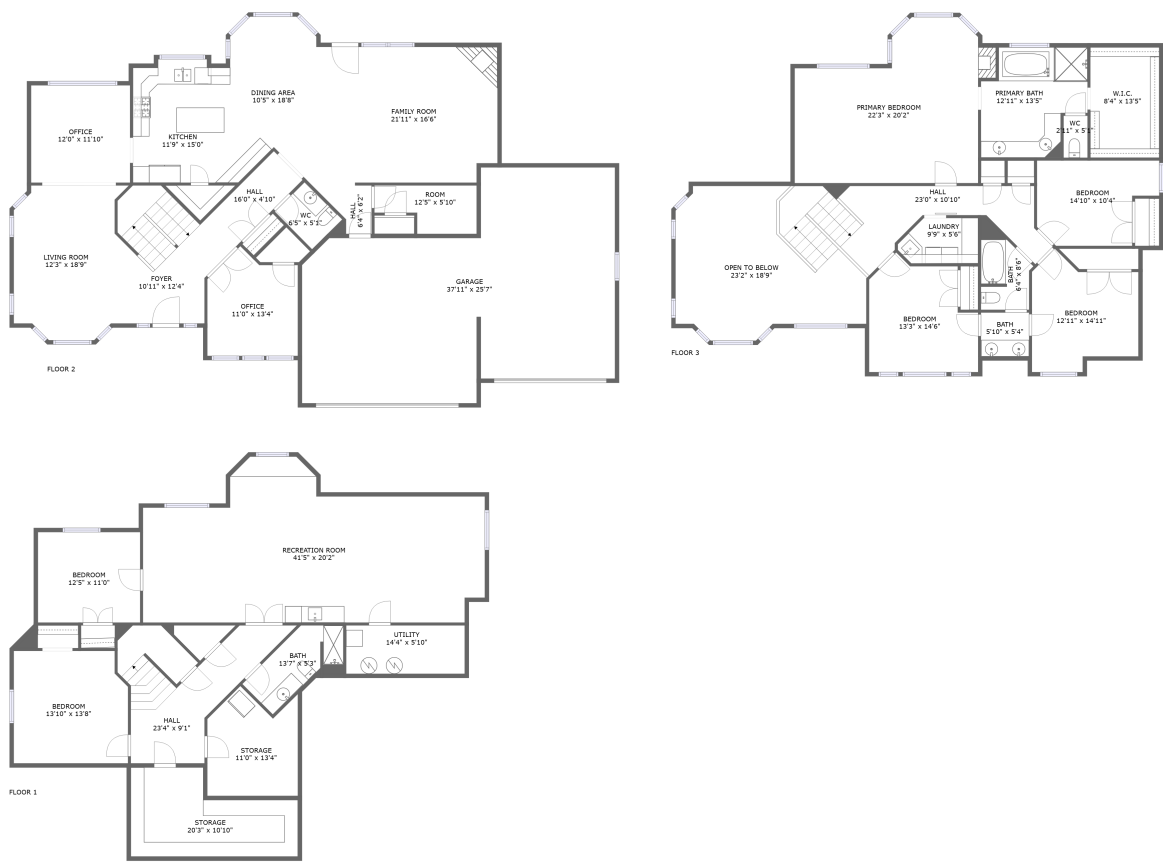 DINING AREA
10'5" x 18'8"
FAMILY ROOM
21'11" x 16'6"
OFFICE
12'0" x 11'10"
KITCHEN
11'9" x 15'0"
HALL
16'0" x 4'10"
WC
6'5" x 5'1"
HALL
6'4" x 6'2"
ROOM
12'5" x 5'10"
LIVING ROOM
12'3" x 18'9"
FOYER
10'11" x 12'4"
OFFICE
11'0" x 13'4"
GARAGE
37'11" x 25'7"
FLOOR 2
PRIMARY BEDROOM
22'3" x 20'2"
PRIMARY BATH
12'11" x 13'5"
W.I.C.
8'4" x 13'5"
WC
2'11" x 5'1"
HALL
23'0" x 10'10"
BEDROOM
14'10" x 10'4"
LAUNDRY
9'9" x 5'6"
OPEN TO BELOW
23'2" x 18'9"
BATH
6'4" x 8'6"
BEDROOM
13'3" x 14'6"
BATH
5'10" x 5'4"
BEDROOM
12'11" x 14'11"
FLOOR 3
RECREATION ROOM
41'5" x 20'2"
BEDROOM
12'5" x 11'0"
UTILITY
14'4" x 5'10"
BATH
13'7" x 5'3"
BEDROOM
13'10" x 13'8"
HALL
23'4" x 9'1"
STORAGE
11'0" x 13'4"
STORAGE
20'3" x 10'10"
FLOOR 1